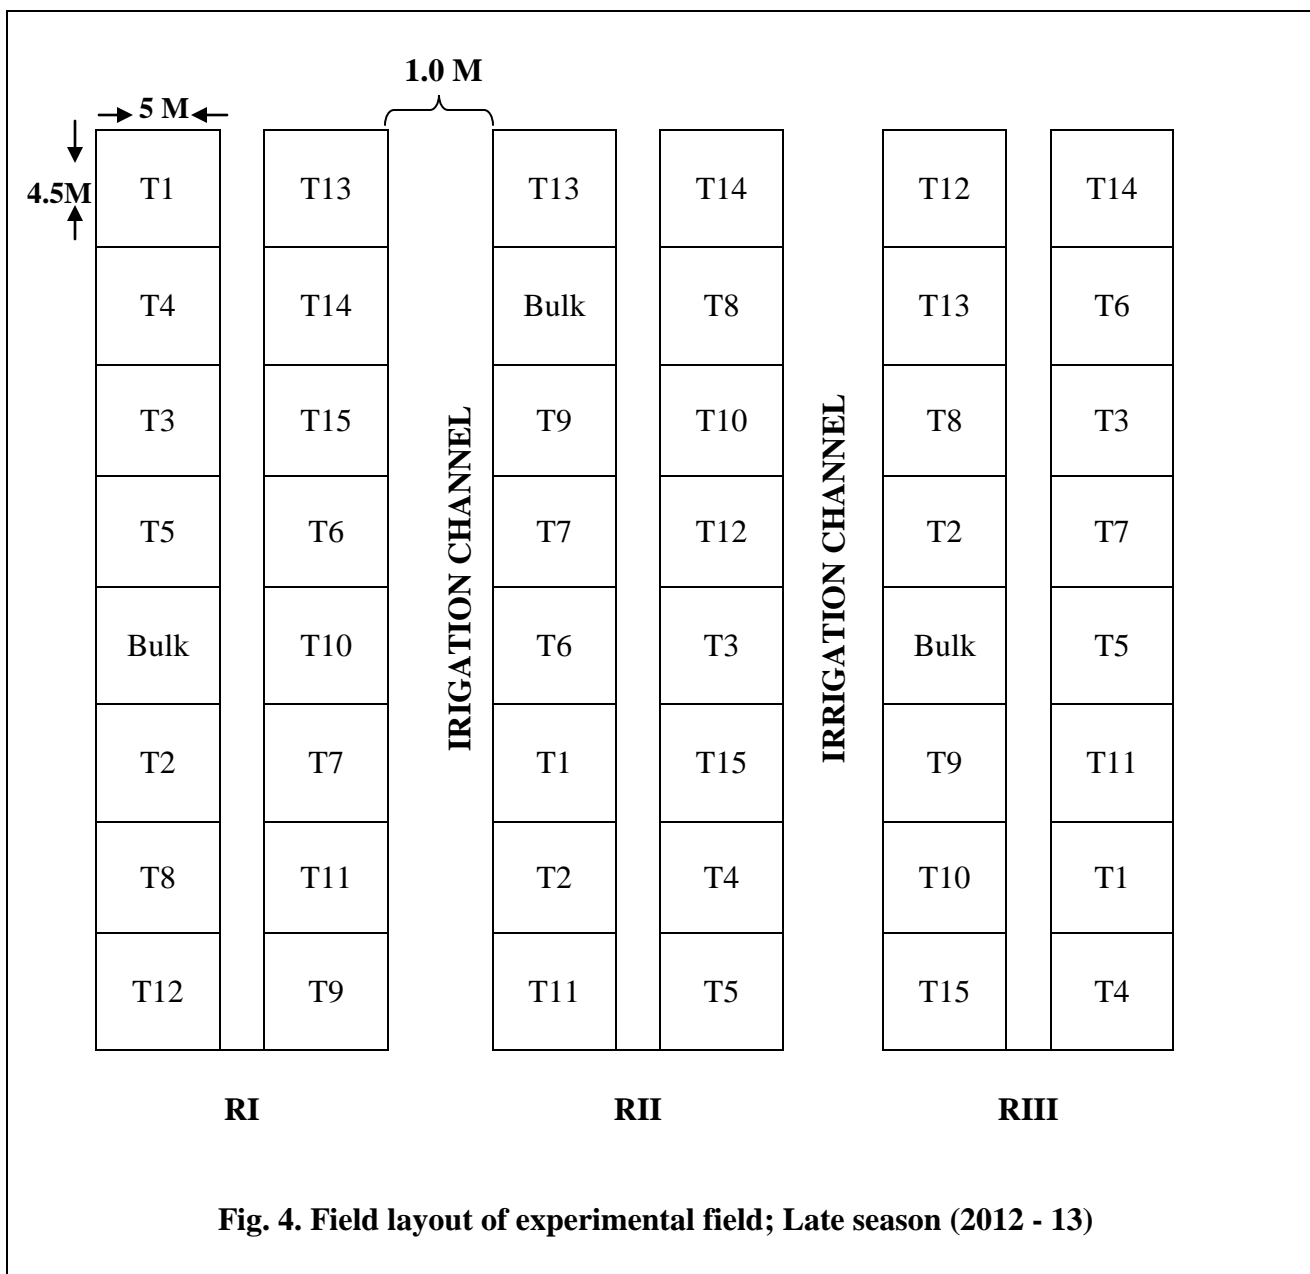 1.0 M
5 M
4.5M
T1 T13 T13 T14 T12 T14
T4 T14 Bulk T8 T13 T6
T3 T15 T9 T10 T8 T3
T5 T6 T7 T12 T2 T7
Bulk T10 T6 T3 Bulk T5
T2 T7 T1 T15 T9 T11
T8 T11 T2 T4 T10 T1
T12 T9 T11 T5 T15 T4
IRIGATION CHANNEL
IRRIGATION CHANNEL
RI RII RIII
Fig. 4. Field layout of experimental field; Late season (2012 - 13)